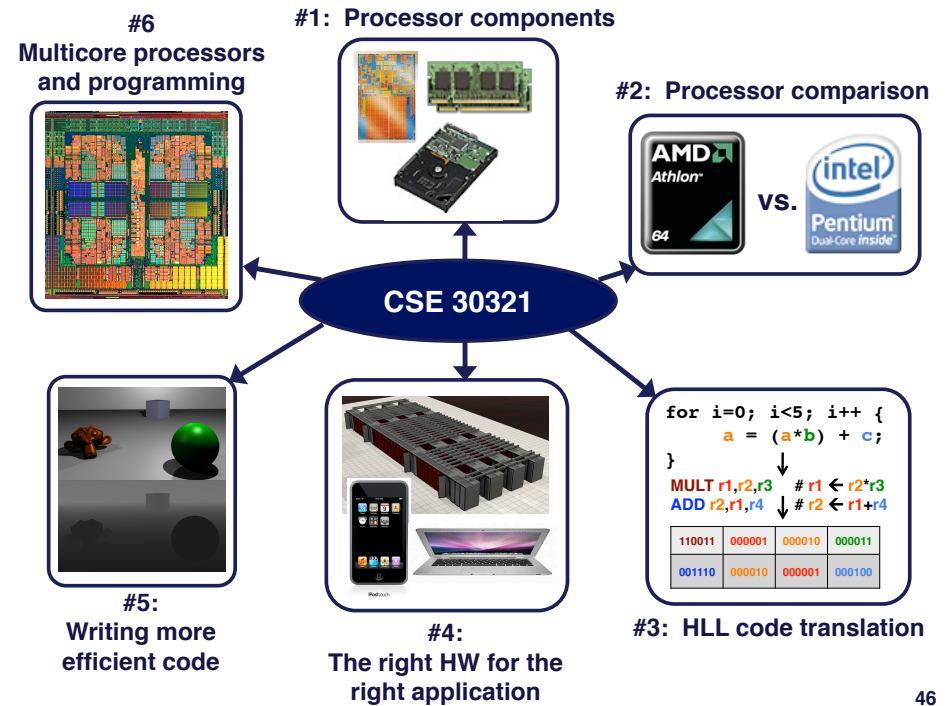 #6
Multicore processors
and programming
#1:  Processor components
#2:  Processor comparison
AMD
Athlon™
64
vs.
intel
Pentium®
Dual-Core inside™
CSE 30321
for i=0; i<5; i++ {
a = (a*b) + c;
}
MULT r1,r2,r3 # r1 ← r2*r3
ADD r2,r1,r4 # r2 ← r1+r4
110011 000001 000010 000011
001110 000010 000001 000100
#3:  HLL code translation
iPod touch
#4:
The right HW for the
right application
#5:
Writing more
efficient code
46